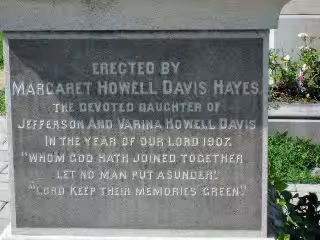 ERECTED BY
MARGARET HOWELL DAVIS HAYES,
THE DEVOTED DAUGHTER OF
JEFFERSON AND VARINA HOWELL DAVIS
IN THE YEAR OF OUR LORD 1907.
"WHOM GOD HATH JOINED TOGETHER
LET NO MAN PUT ASUNDER."
"LORD KEEP THEIR MEMORIES GREEN."